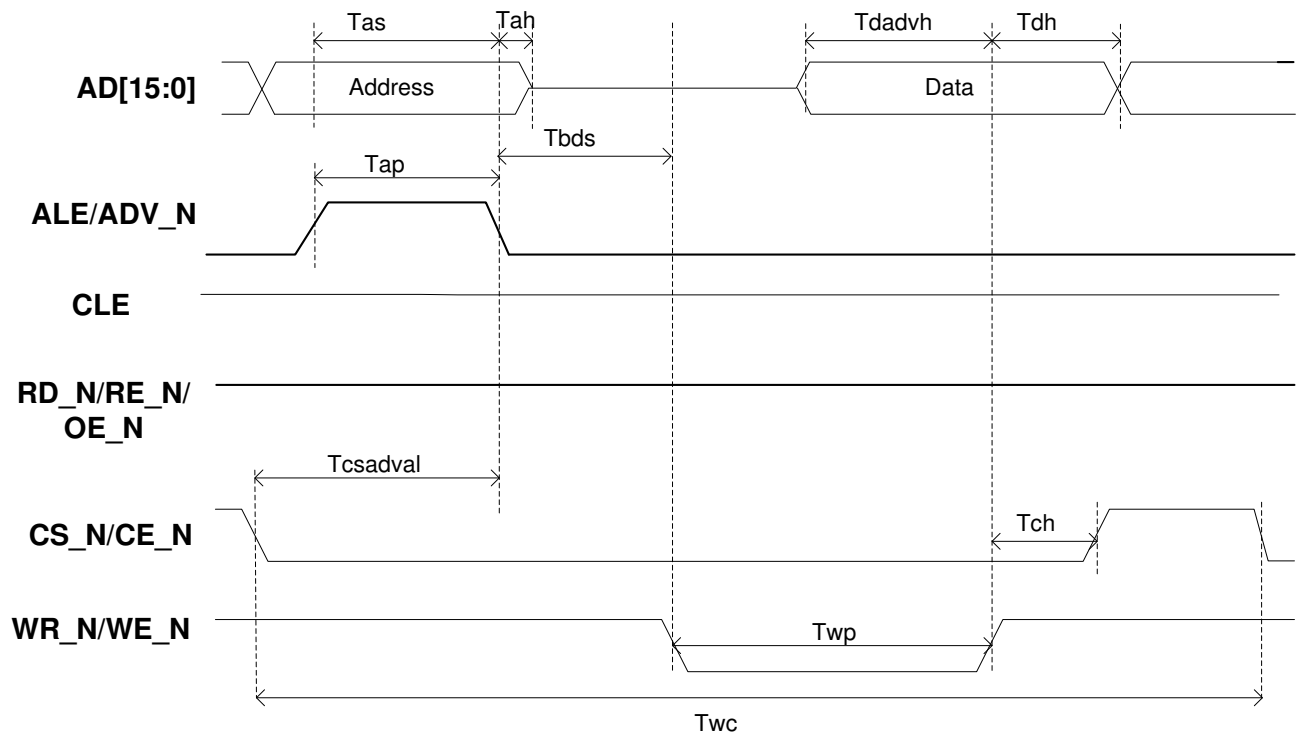 Tas
Tah
Tdadvh
Tdh
AD[15:0]
Address
Data
Tbds
Tap
ALE/ADV_N
CLE
RD_N/RE_N/
OE_N
Tcsadval
CS_N/CE_N
Tch
WR_N/WE_N
Twp
Twc